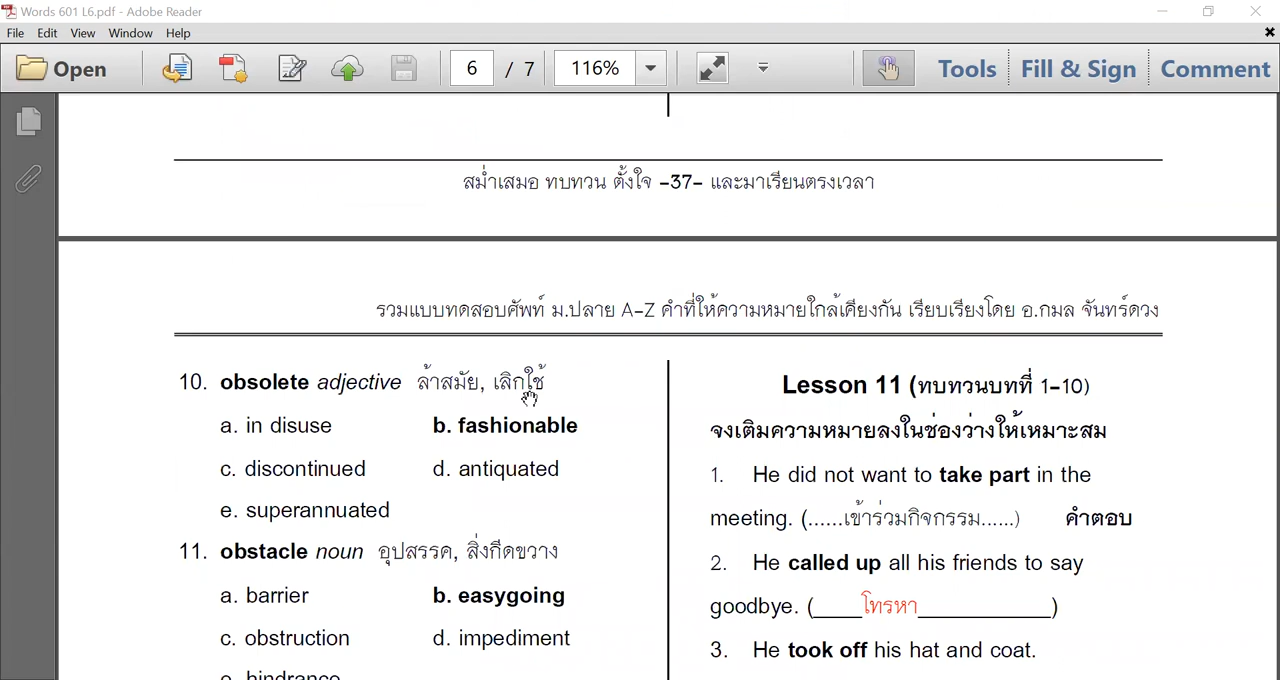 Words 601 L6.pdf - Adobe Reader
File Edit View Window Help
Open 6 / 7 116% Tools Fill & Sign Comment
สม่ำเสมอ ทบทวน ตั้งใจ -37- และมาเรียนตรงเวลา
รวมแบบทดสอบศัพท์ ม.ปลาย A-Z คำที่ให้ความหมายใกล้เคียงกัน เรียบเรียงโดย อ.กมล จันทร์ดวง
10. obsolete adjective ล้าสมัย, เลิกใช้
a. in disuse b. fashionable
c. discontinued d. antiquated
e. superannuated
11. obstacle noun อุปสรรค, สิ่งกีดขวาง
a. barrier b. easygoing
c. obstruction d. impediment
e. hindrance
Lesson 11 (ทบทวนบทที่ 1-10)
จงเติมความหมายลงในช่องว่างให้เหมาะสม
1. He did not want to take part in the
meeting. (......เข้าร่วมกิจกรรม......) คำตอบ
2. He called up all his friends to say
goodbye. (____โทรหา___________)
3. He took off his hat and coat.